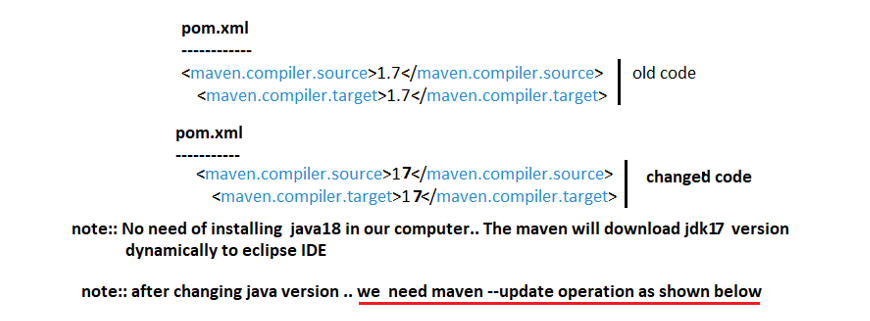 pom.xml
------------
<maven.compiler.source>1.7</maven.compiler.source>
<maven.compiler.target>1.7</maven.compiler.target>
old code
pom.xml
-----------
<maven.compiler.source>17</maven.compiler.source>
<maven.compiler.target>17</maven.compiler.target>
changed code
note:: No need of installing java18 in our computer.. The maven will download jdk17 version
dynamically to eclipse IDE
note:: after changing java version .. we need maven --update operation as shown below